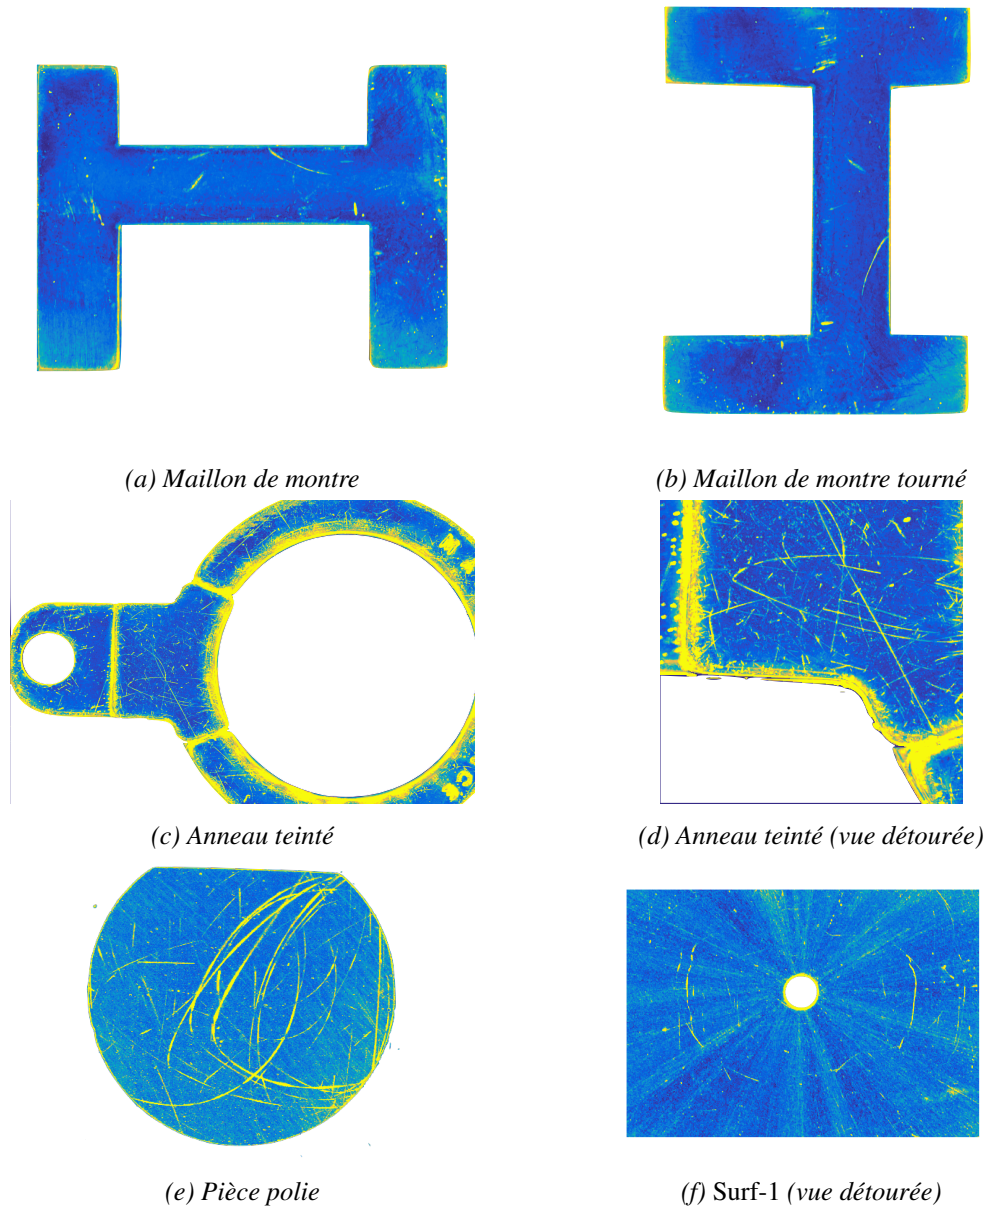 (a) Maillon de montre
(b) Maillon de montre tourné
(c) Anneau teinté
(d) Anneau teinté (vue détourée)
(e) Pièce polie
(f) Surf-1 (vue détourée)